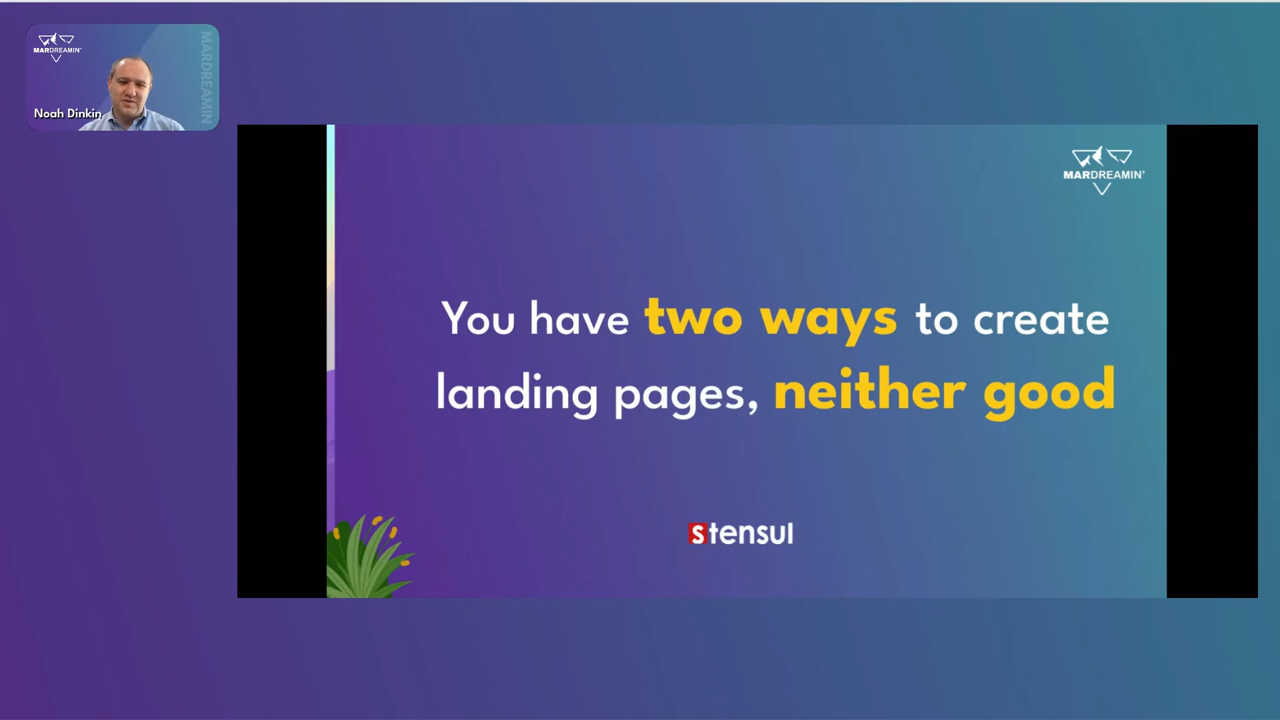 MARDREAMIN'
MARDREAMIN
Noah Dinkin
MARDREAMIN'
You have two ways to create
landing pages, neither good
stensul